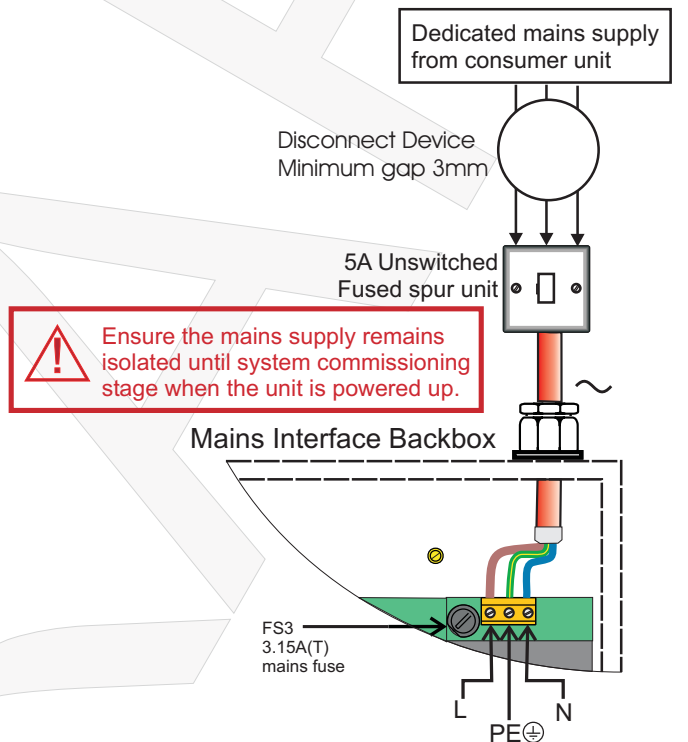 Dedicated mains supply
from consumer unit
Disconnect Device
Minimum gap 3mm
5A Unswitched
Fused spur unit
Ensure the mains supply remains
isolated until system commissioning
stage when the unit is powered up.
Mains Interface Backbox
FS3
3.15A(T)
mains fuse
L
N
PE